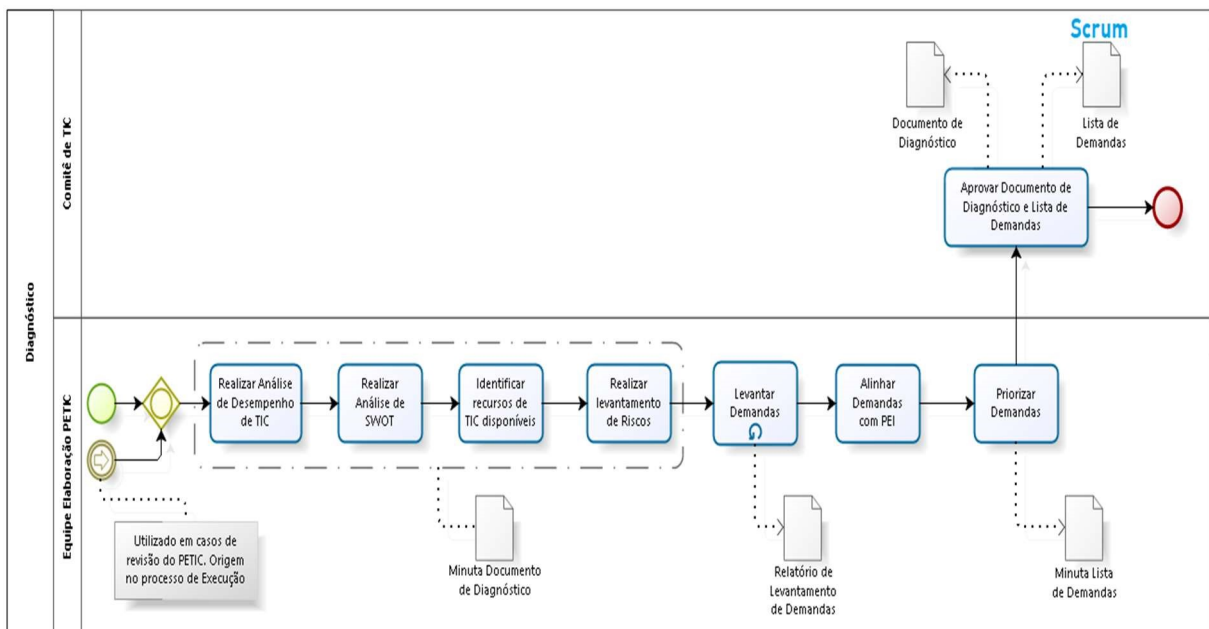 Diagnóstico
Comitê de TIC
Scrum
Documento de
Diagnóstico
Lista de
Demandas
Aprovar Documento de
Diagnóstico e Lista de
Demandas
Equipe Elaboração PETIC
Realizar Análise
de Desempenho
de TIC
Realizar
Análise de
SWOT
Identificar
recursos de
TIC disponíveis
Realizar
levantamento
de Riscos
Levantar
Demandas
Alinhar
Demandas
com PEI
Priorizar
Demandas
Utilizado em casos de
revisão do PETIC. Origem
no processo de Execução
Minuta Documento
de Diagnóstico
Relatório de
Levantamento
de Demandas
Minuta Lista
de Demandas